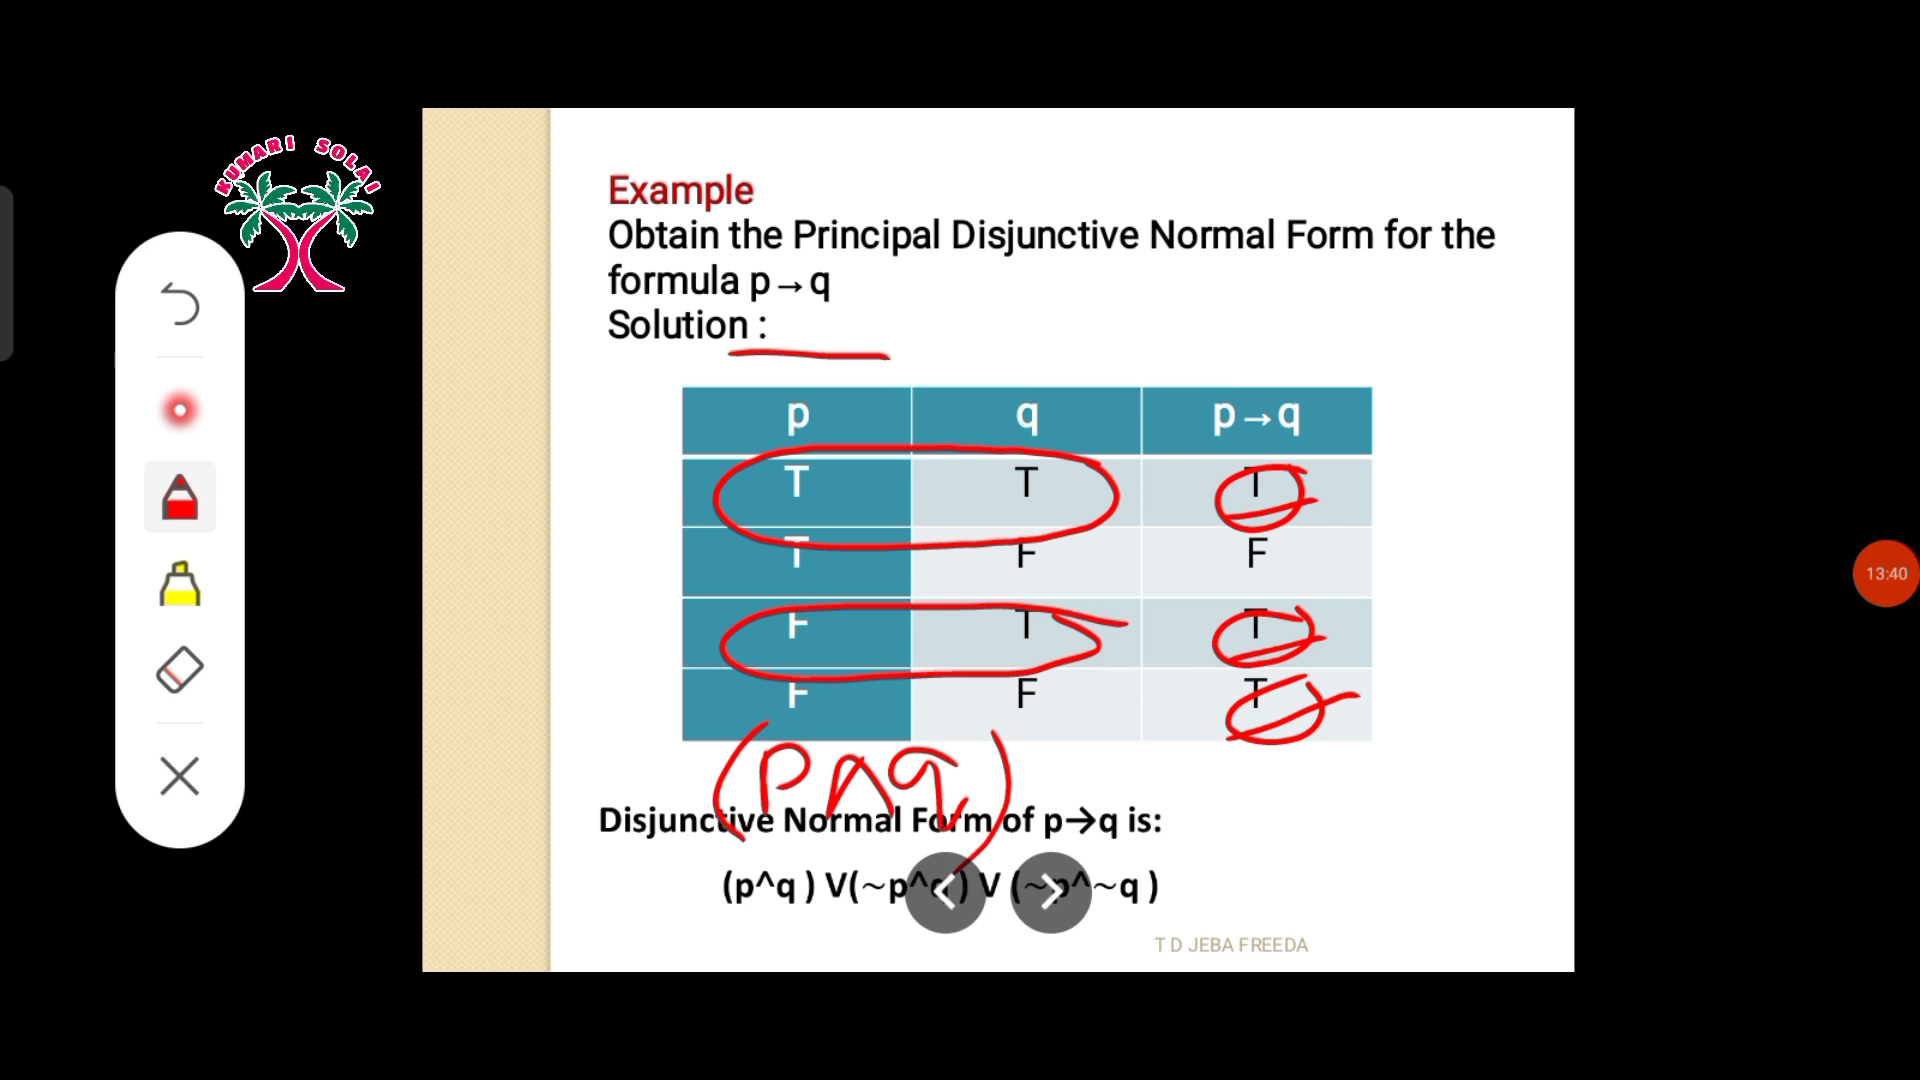 KUMARI SOLAI
Example
Obtain the Principal Disjunctive Normal Form for the
formula p→q
Solution :
p q p→q
T T T
T F F
F T T
F F T
(p∧q)
Disjunctive Normal Form of p→q is:
(p^q ) V(~p^q ) V (~p^~q )
T D JEBA FREEDA
13:40